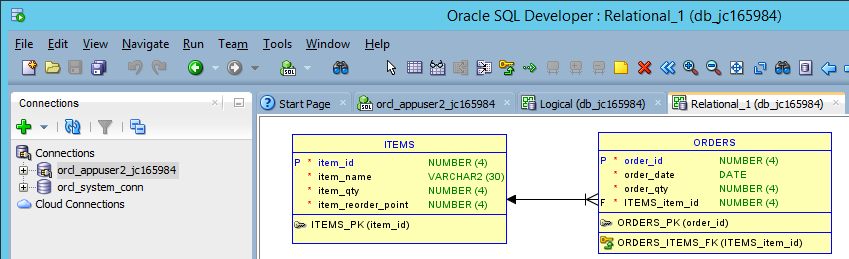 Oracle SQL Developer : Relational_1 (db_jc165984)
File Edit View Navigate Run Team Tools Window Help
SQL
Connections
Start Page
orcl_appuser2_jc165984
Logical (db_jc165984)
Relational_1 (db_jc165984)
Connections
orcl_appuser2_jc165984
orcl_system_conn
Cloud Connections
ITEMS
P * item_id NUMBER (4)
* item_name VARCHAR2 (30)
* item_qty NUMBER (4)
* item_reorder_point NUMBER (4)
ITEMS_PK (item_id)
ORDERS
P * order_id NUMBER (4)
* order_date DATE
* order_qty NUMBER (4)
F * ITEMS_item_id NUMBER (4)
ORDERS_PK (order_id)
ORDERS_ITEMS_FK (ITEMS_item_id)